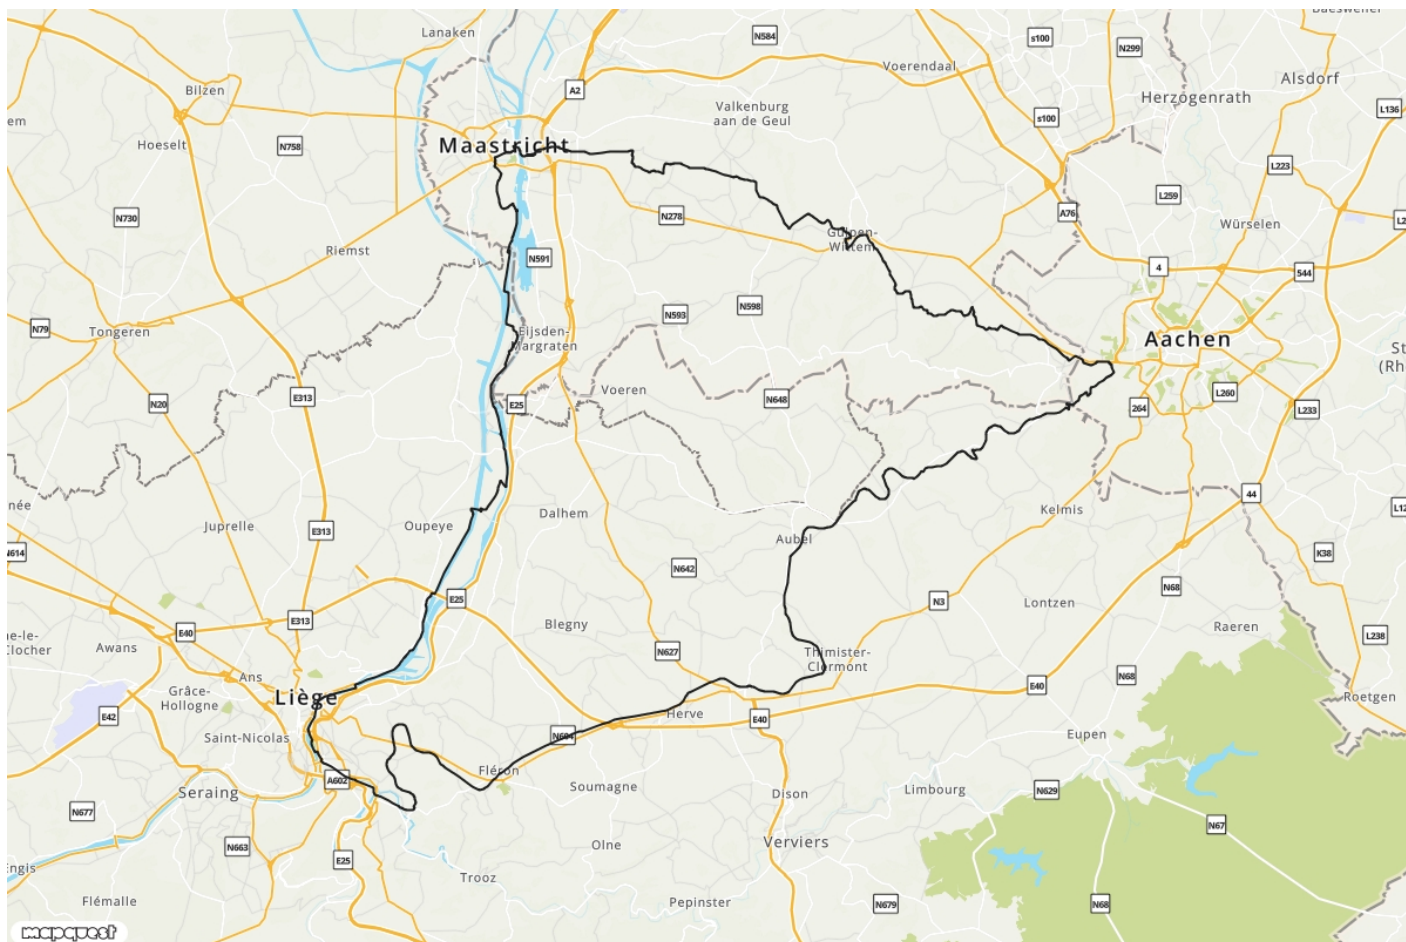 Lanaken
Baesweiler
N584
s100
N299
Voerendaal
Alsdorf
Bilzen
A2
Herzogenrath
Valkenburg
aan de Geul
L136
s100
em
Hoeselt
N758
Maastricht
L223
L259
N730
N278
A76
Würselen
Gulpen-
Wittem
Riemst
N591
4
544
N598
N593
N79
Tongeren
Eijsden-
Margraten
Aachen
Voeren
N648
L260
N20
E313
E25
264
L233
44
née
Juprelle
E313
Oupeye
Dalhem
Kelmis
Aubel
N614
K38
N642
N68
E25
N3
Lontzen
E313
E40
Blegny
Raeren
L238
Awans
N627
Thimister-
Clermont
Ans
Liège
Grâce-
Hollogne
N68
E40
Roetgen
E42
Herve
E40
Saint-Nicolas
N604
Eupen
Fléron
A602
Seraing
Soumagne
Dison
Limbourg
N629
N677
N67
N663
Olne
Verviers
E25
Engis
Trooz
Flémalle
Pepinster
N679
N68
mapquest